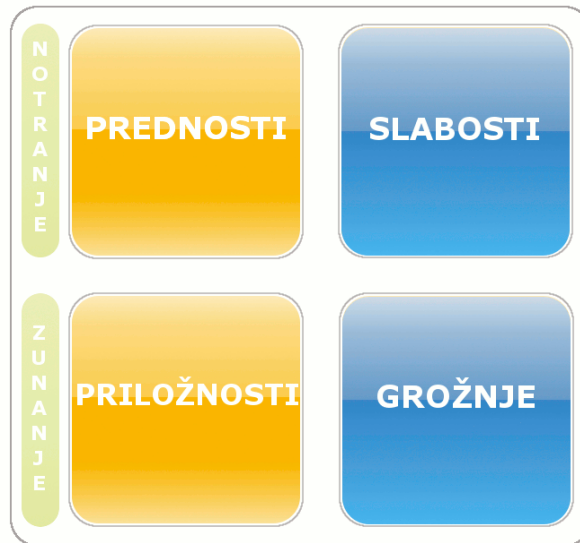 NOTRANJE
PREDNOSTI
SLABOSTI
ZUNANJE
PRILOŽNOSTI
GROŽNJE